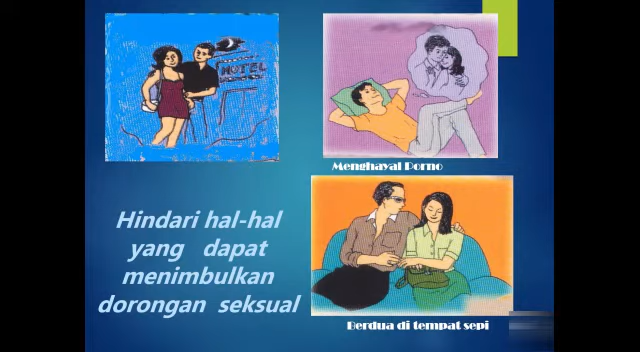 HOTEL
Menghayal Porno
Hindari hal-hal
yang dapat
menimbulkan
dorongan seksual
Berdua di tempat sepi